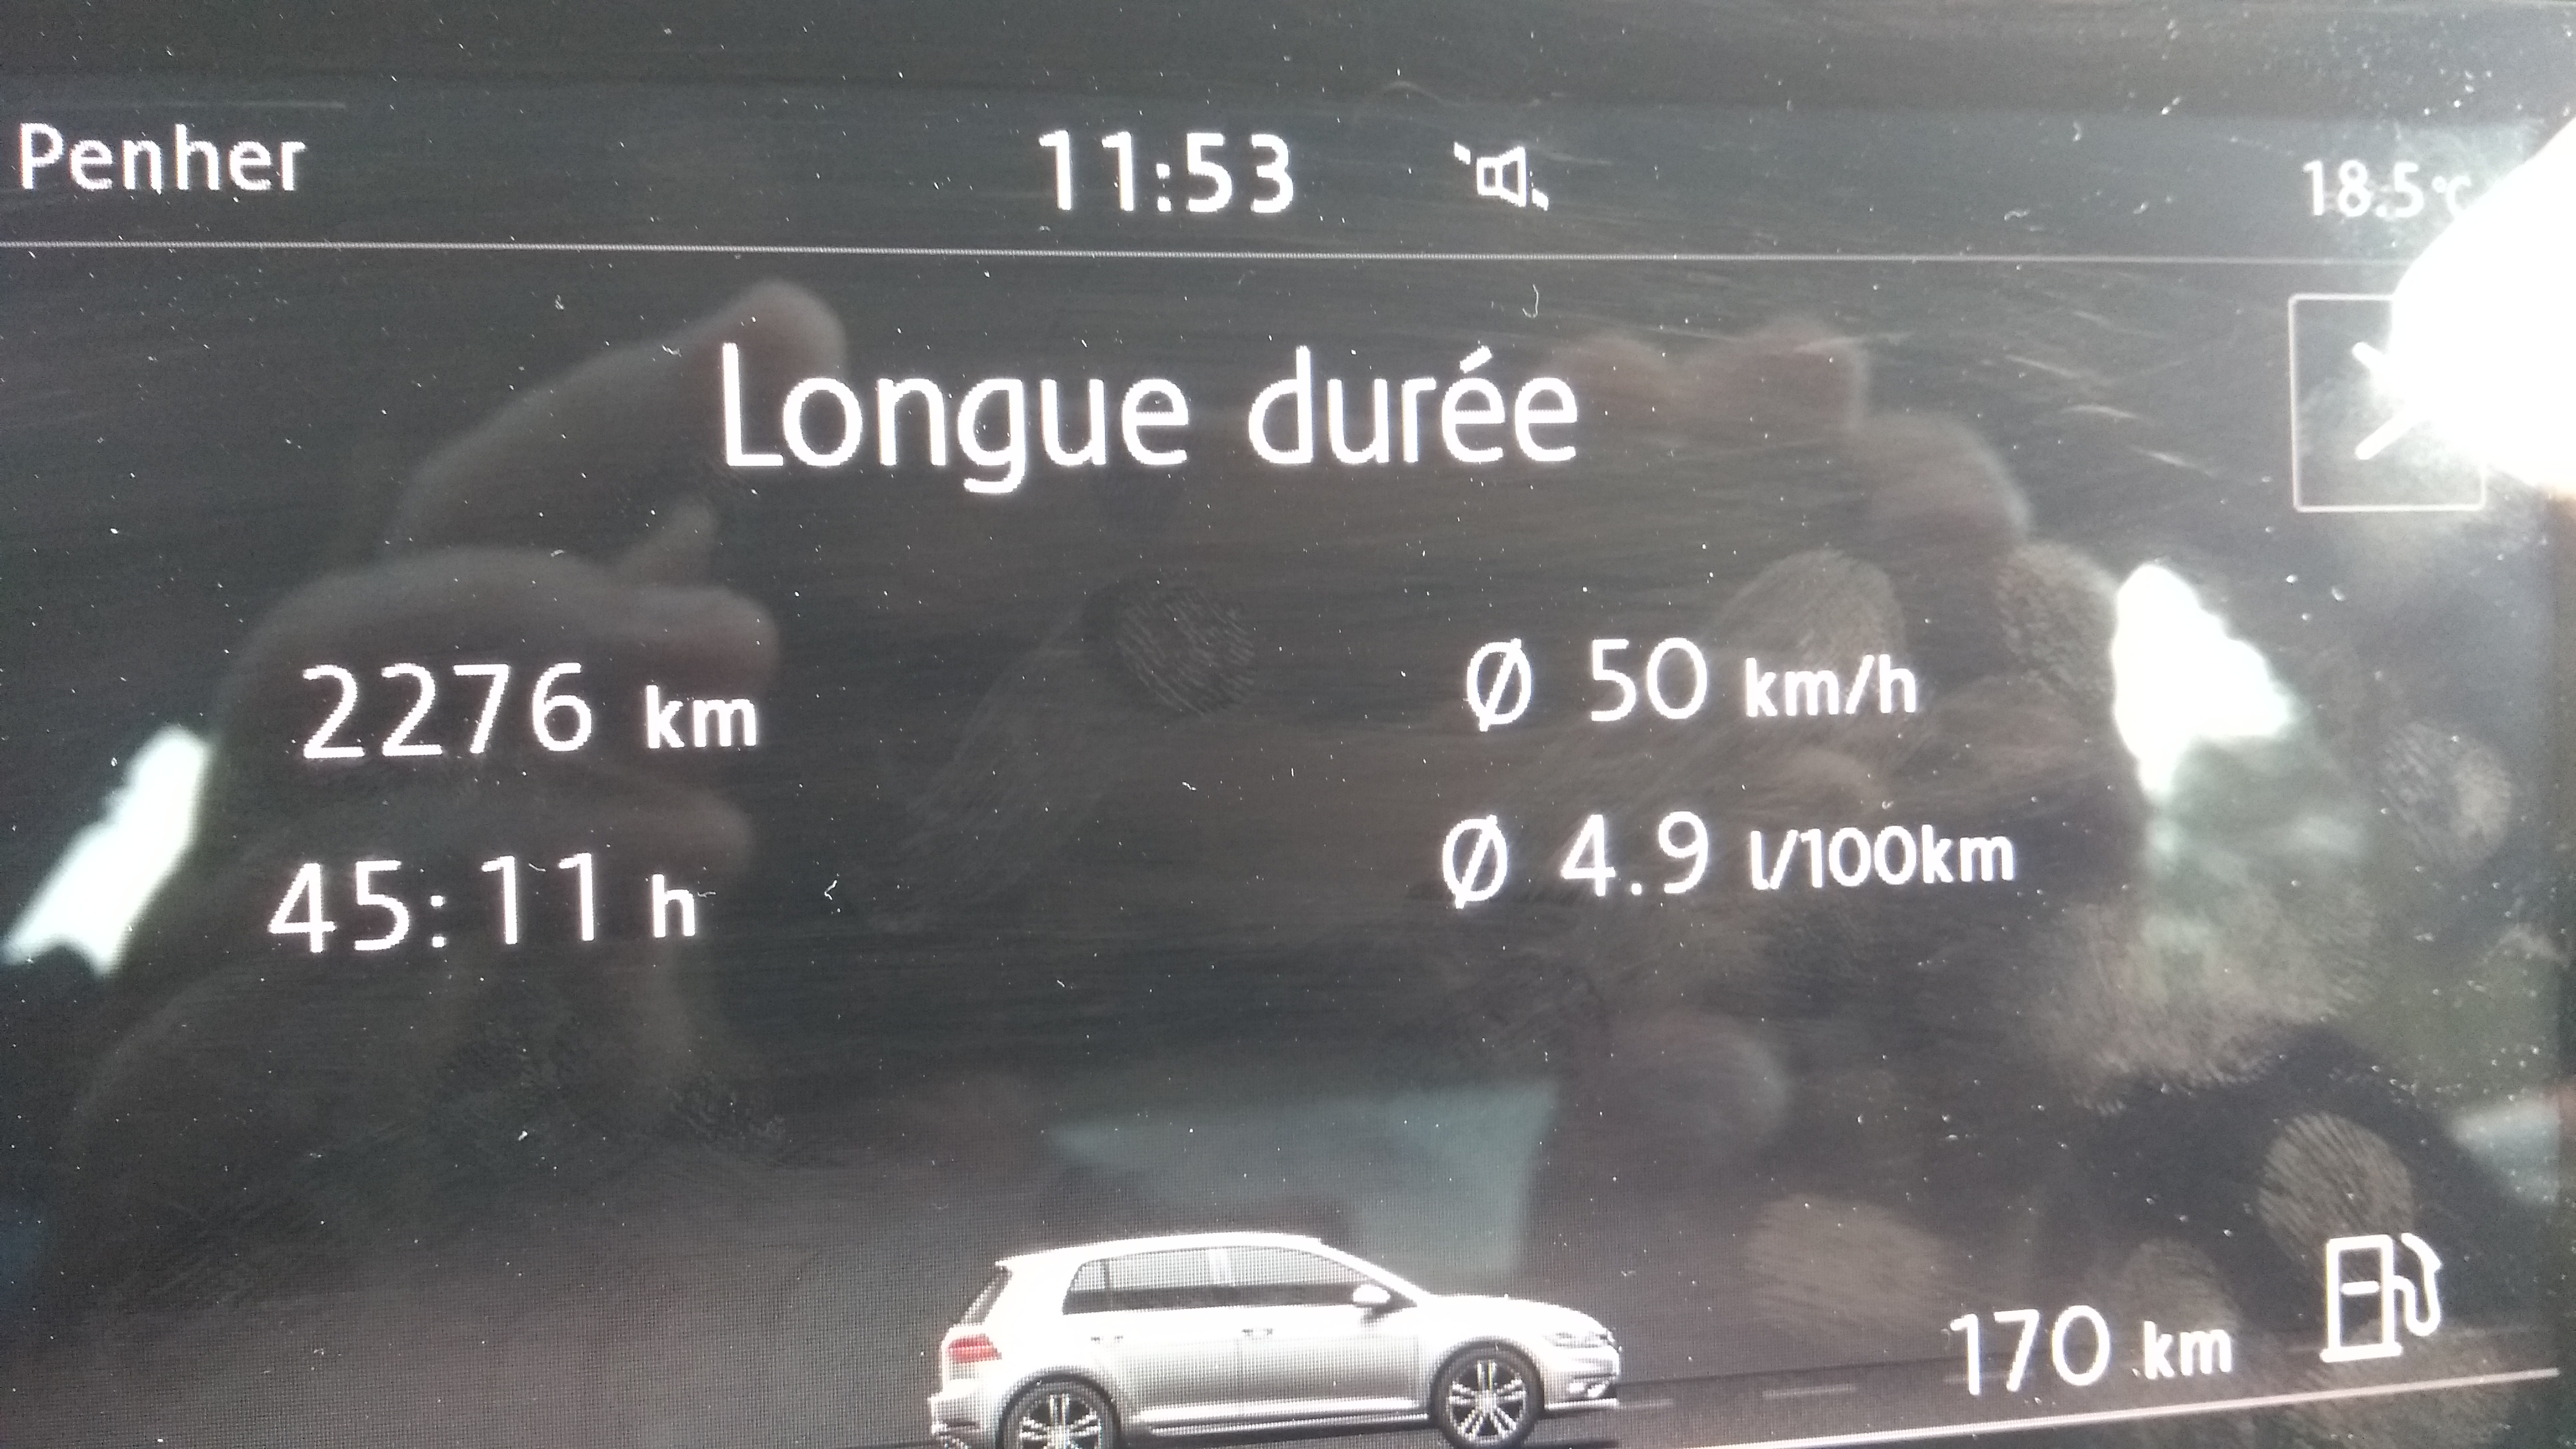 Penher 11:53 18.5°C
Longue durée
2276 km Ø 50 km/h
45:11 h Ø 4.9 l/100km
170 km